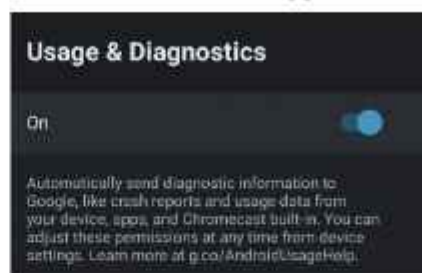 Usage & Diagnostics
On
Automatically send diagnostic information to
Google, like crash reports and usage data from
your device, apps, and Chromecast built-in. You can
adjust these permissions at any time from device
settings. Learn more at g.co/AndroidUsageHelp.